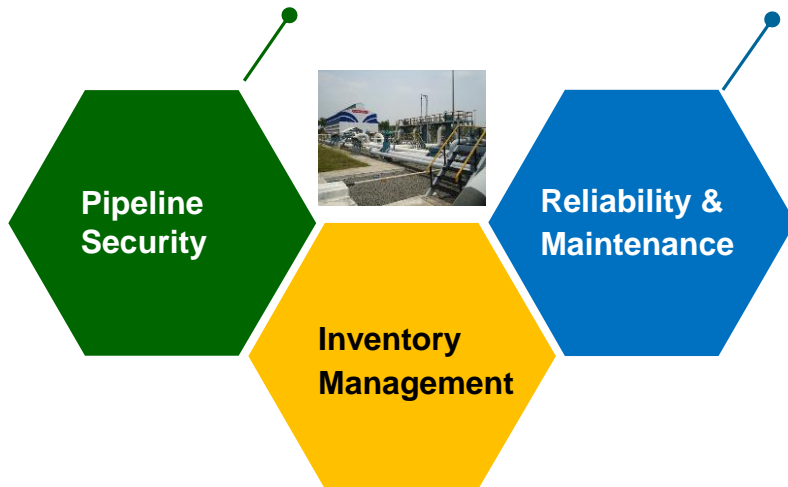 Pipeline
Security
Reliability &
Maintenance
Inventory
Management